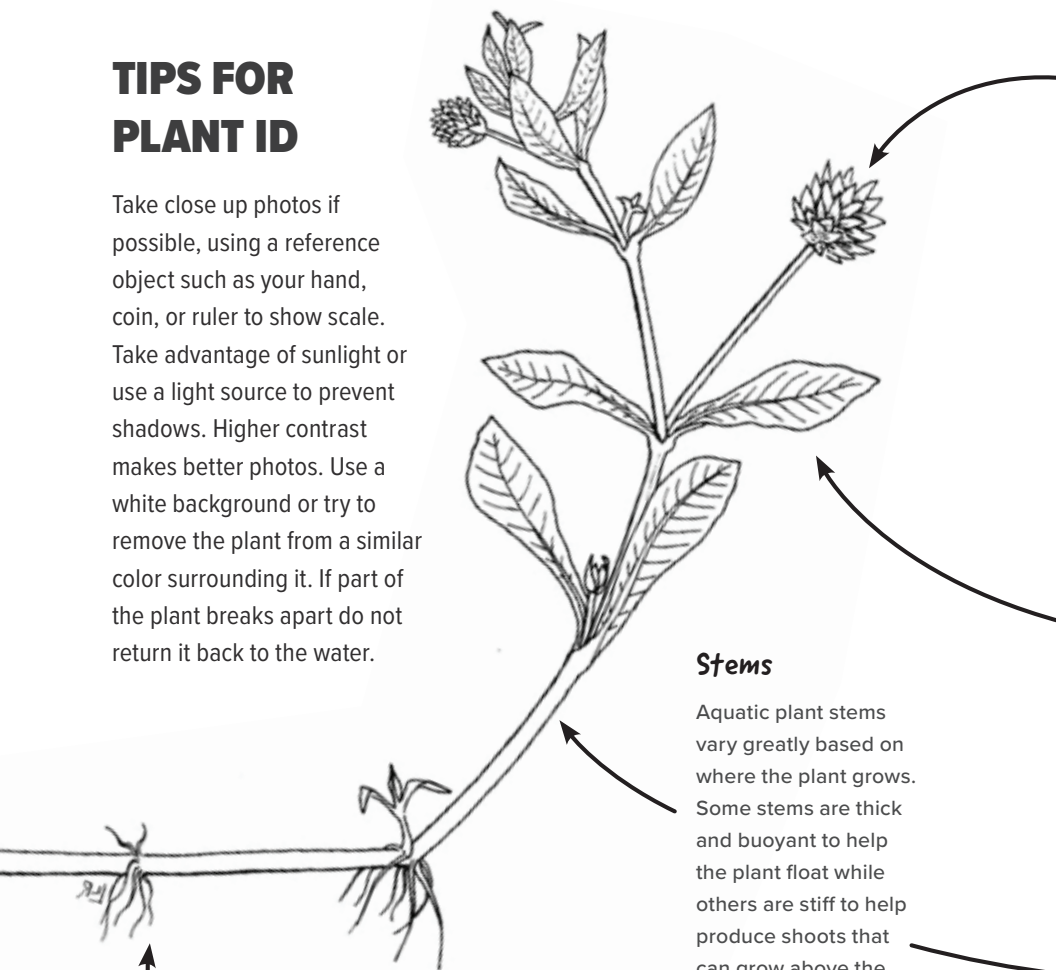 TIPS FOR
PLANT ID
Take close up photos if
possible, using a reference
object such as your hand,
coin, or ruler to show scale.
Take advantage of sunlight or
use a light source to prevent
shadows. Higher contrast
makes better photos. Use a
white background or try to
remove the plant from a similar
color surrounding it. If part of
the plant breaks apart do not
return it back to the water.
Stems
Aquatic plant stems
vary greatly based on
where the plant grows.
Some stems are thick
and buoyant to help
the plant float while
others are stiff to help
produce shoots that
can grow above the